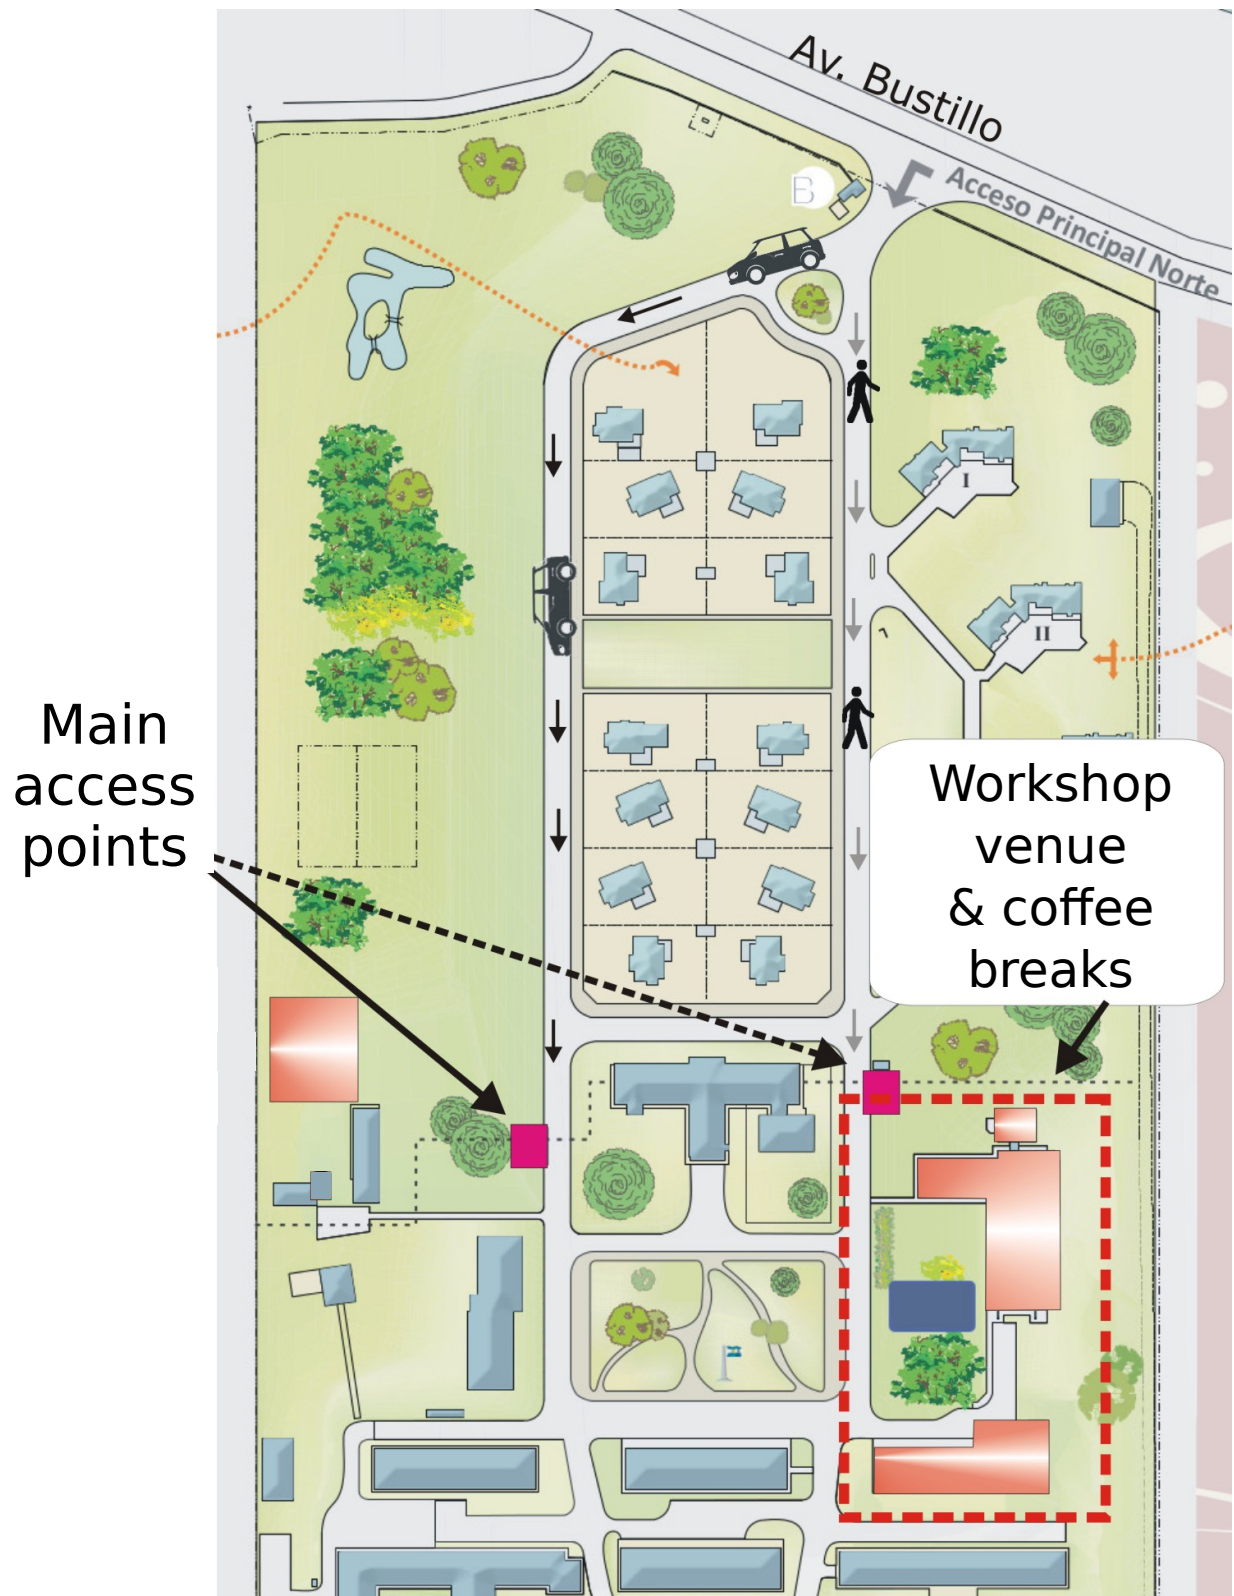 Av. Bustillo
Acceso Principal Norte
B
I
II
Main
access
points
Workshop
venue
& coffee
breaks